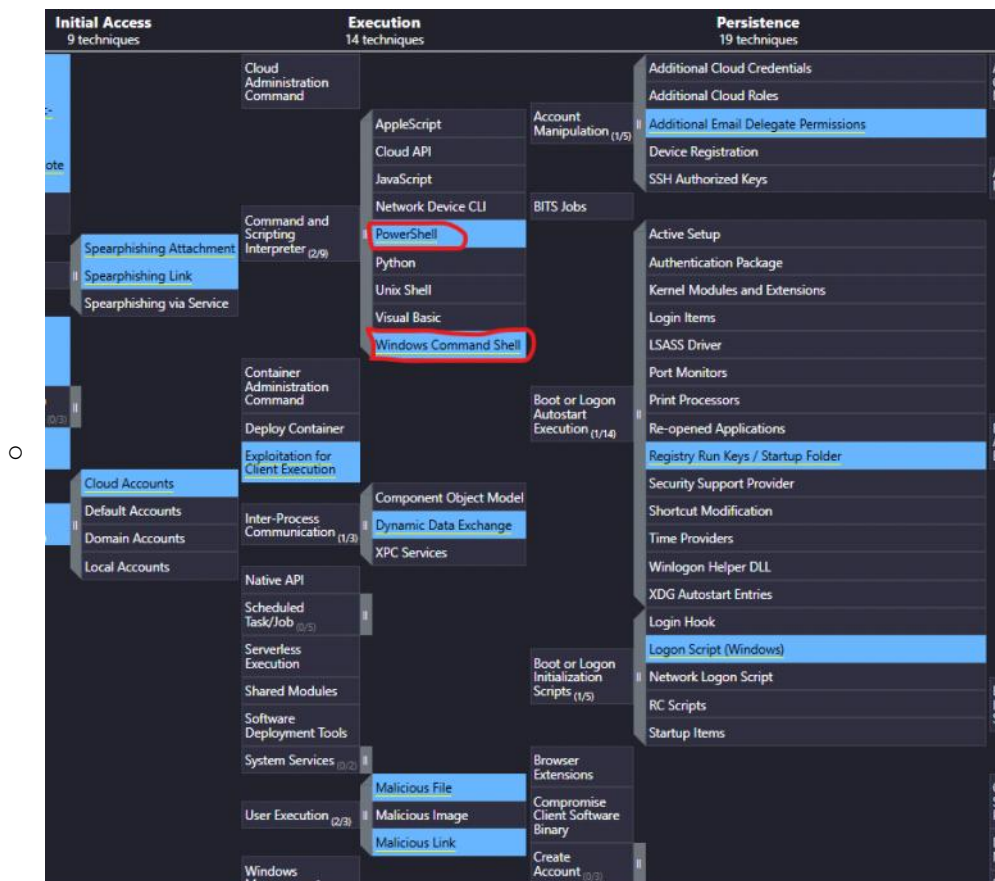 Initial Access
9 techniques
Execution
14 techniques
Persistence
19 techniques
ote
Spearphishing Attachment
Spearphishing Link
Spearphishing via Service
(0/3)
Cloud Accounts
Default Accounts
Domain Accounts
Local Accounts
Cloud
Administration
Command
Command and
Scripting
Interpreter (2/9)
AppleScript
Cloud API
JavaScript
Network Device CLI
PowerShell
Python
Unix Shell
Visual Basic
Windows Command Shell
Container
Administration
Command
Deploy Container
Exploitation for
Client Execution
Inter-Process
Communication (1/3)
Component Object Model
Dynamic Data Exchange
XPC Services
Native API
Scheduled
Task/Job (0/5)
Serverless
Execution
Shared Modules
Software
Deployment Tools
System Services (0/2)
User Execution (2/3)
Malicious File
Malicious Image
Malicious Link
Windows
Account
Manipulation (1/5)
Additional Cloud Credentials
Additional Cloud Roles
Additional Email Delegate Permissions
Device Registration
SSH Authorized Keys
BITS Jobs
Boot or Logon
Autostart
Execution (1/14)
Active Setup
Authentication Package
Kernel Modules and Extensions
Login Items
LSASS Driver
Port Monitors
Print Processors
Re-opened Applications
Registry Run Keys / Startup Folder
Security Support Provider
Shortcut Modification
Time Providers
Winlogon Helper DLL
XDG Autostart Entries
Boot or Logon
Initialization
Scripts (1/5)
Login Hook
Logon Script (Windows)
Network Logon Script
RC Scripts
Startup Items
Browser
Extensions
Compromise
Client Software
Binary
Create
Account (0/3)